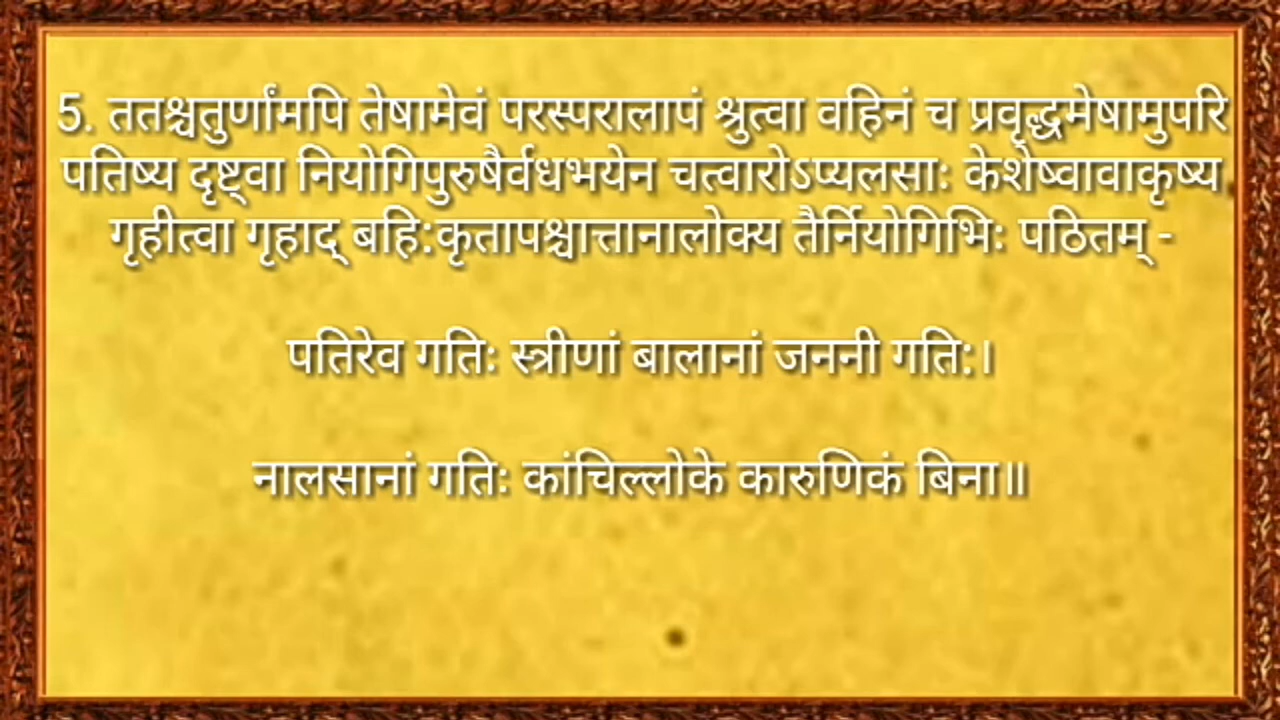 5. ततश्चतुर्णांमपि तेषामेवं परस्परालापं श्रुत्वा वहिनं च प्रवृद्धमेषामुपरि
पतिष्य दृष्ट्वा नियोगिपुरुषैर्वधभयेन चत्वारोऽप्यलसाः केशेष्वावाकृष्य
गृहीत्वा गृहाद् बहि:कृतापश्चात्तानालोक्य तैर्नियोगिभिः पठितम् -
पतिरेव गतिः स्त्रीणां बालानां जननी गति:।
नालसानां गतिः कांचिल्लोके कारुणिकं बिना॥